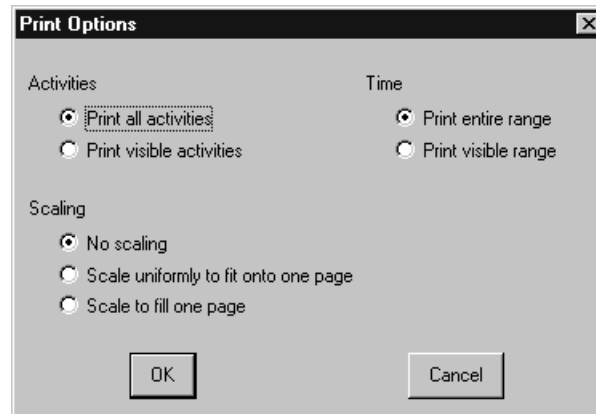 Print Options
Activities
Time
Print all activities
Print entire range
Print visible activities
Print visible range
Scaling
No scaling
Scale uniformly to fit onto one page
Scale to fill one page
OK
Cancel